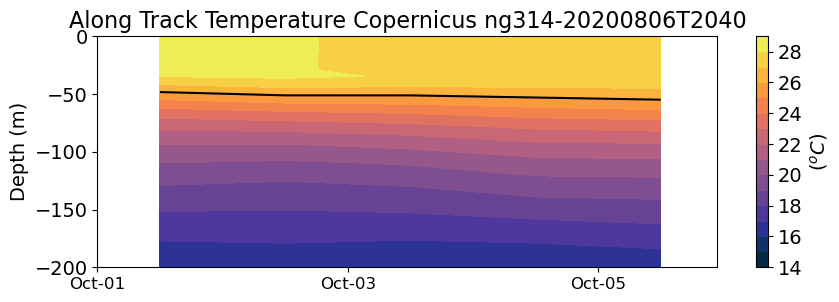 Along Track Temperature Copernicus ng314-20200806T2040
0
−50
−100
−150
−200
Depth (m)
Oct-01
Oct-03
Oct-05
28
26
24
22
20
18
16
14
(°C)